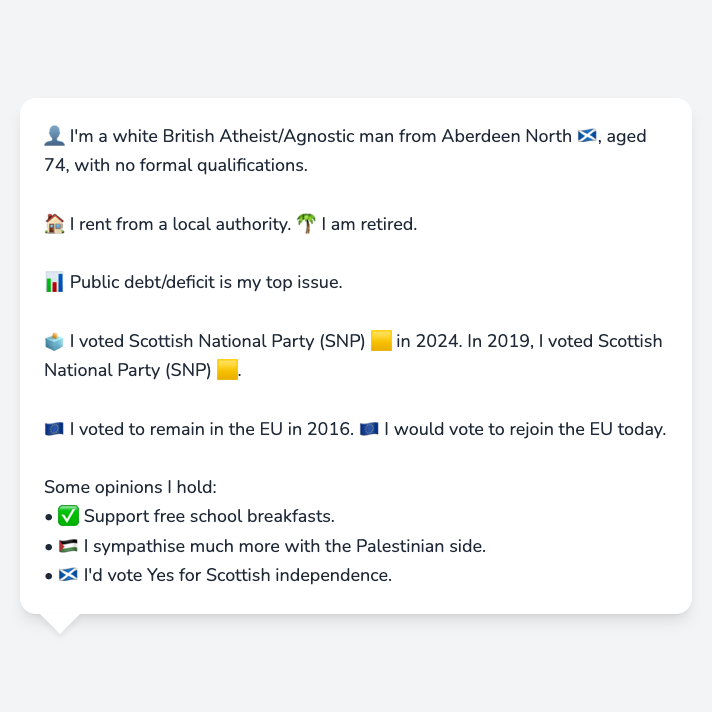 👤 I'm a white British Atheist/Agnostic man from Aberdeen North 🏴󠁧󠁢󠁳󠁣󠁴󠁿, aged
74, with no formal qualifications.
🏠 I rent from a local authority. 🌴 I am retired.
📊 Public debt/deficit is my top issue.
🗳️ I voted Scottish National Party (SNP) 🟨 in 2024. In 2019, I voted Scottish
National Party (SNP) 🟨.
🇪🇺 I voted to remain in the EU in 2016. 🇪🇺 I would vote to rejoin the EU today.
Some opinions I hold:
• ✅ Support free school breakfasts.
• 🇵🇸 I sympathise much more with the Palestinian side.
• 🏴󠁧󠁢󠁳󠁣󠁴󠁿 I'd vote Yes for Scottish independence.